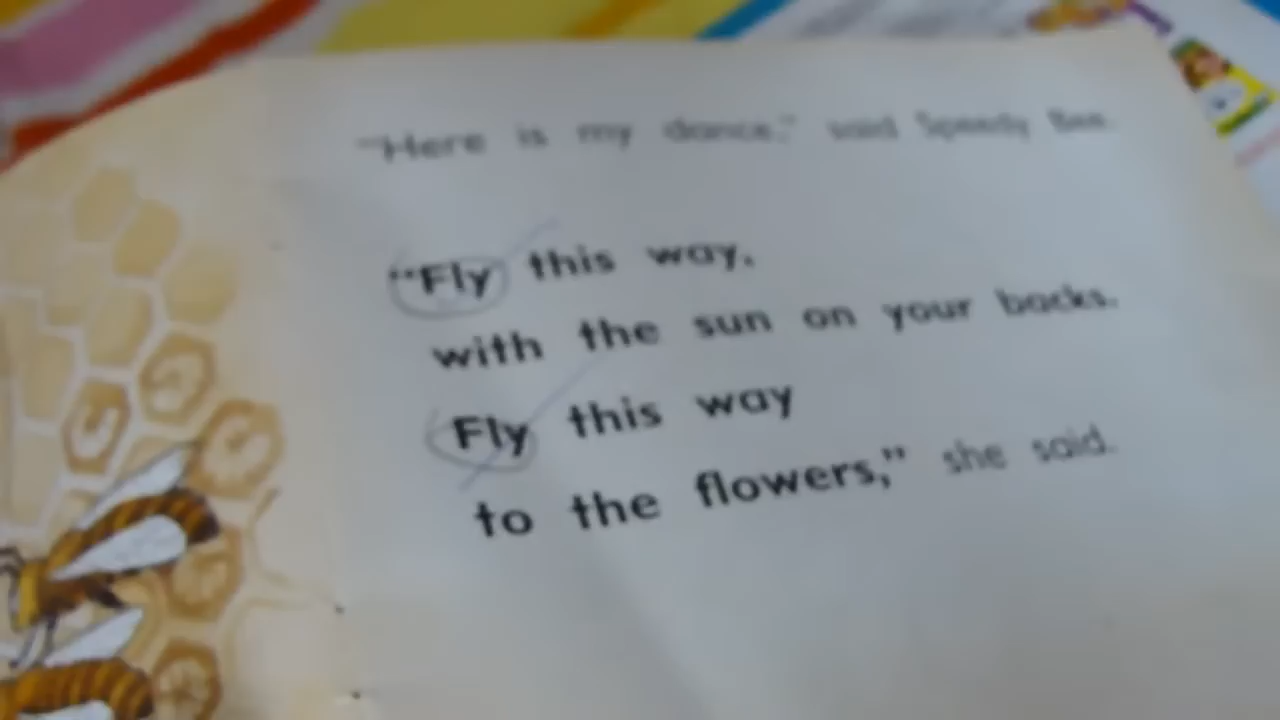 "Here is my dance," said Speedy Bee.
"Fly this way,
with the sun on your backs.
Fly this way
to the flowers," she said.